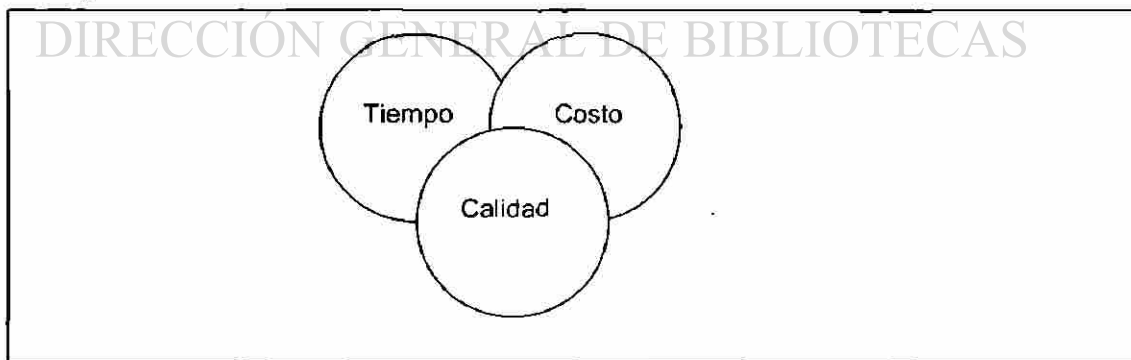 DIRECCIÓN GENERAL DE BIBLIOTECAS
Tiempo
Costo
Calidad